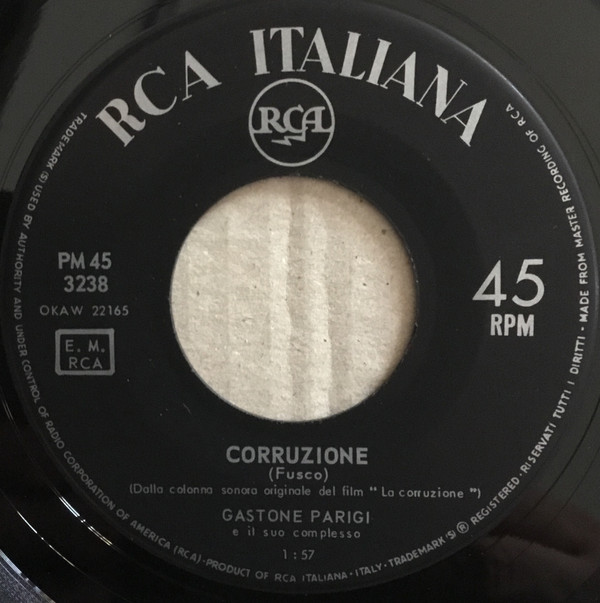 RCA ITALIANA
RCA
PM 45
3238
OKAW 22165
E. M.
RCA
45
RPM
CORRUZIONE
(Fusco)
(Dalla colonna sonora originale del film " La corruzione ")
GASTONE PARIGI
e il suo complesso
1 : 57
TRADEMARK (S) USED BY AUTHORITY AND UNDER CONTROL OF RADIO CORPORATION OF AMERICA (RCA) · PRODUCT OF RCA ITALIANA · ITALY · TRADEMARK (S) ® REGISTERED · RISERVATI TUTTI I DIRITTI · MADE FROM MASTER RECORDING OF RCA